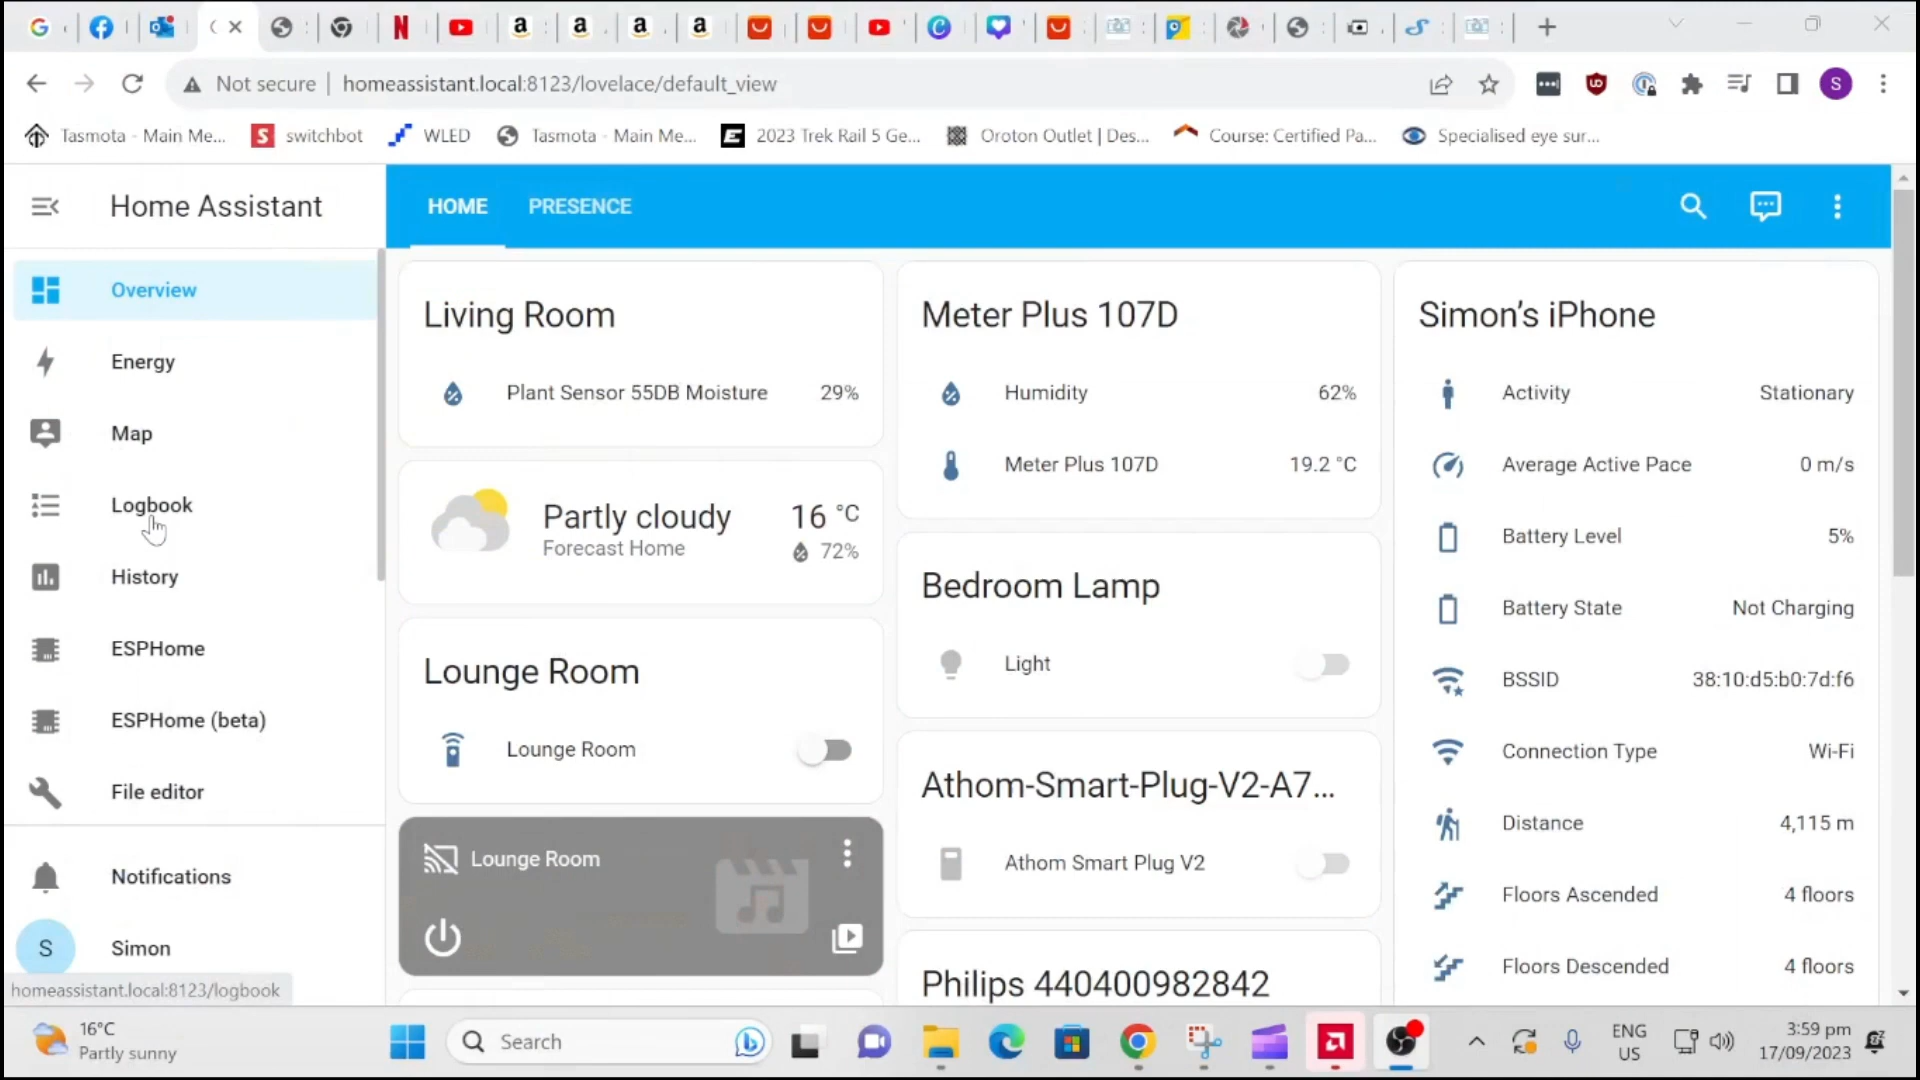 Not secure homeassistant.local:8123/lovelace/default_view
S
Tasmota - Main Me...
switchbot
WLED
Tasmota - Main Me...
2023 Trek Rail 5 Ge...
Oroton Outlet | Des...
Course: Certified Pa...
Specialised eye sur...
Home Assistant
HOME
PRESENCE
Overview
Energy
Map
Logbook
History
ESPHome
ESPHome (beta)
File editor
Notifications
S
Simon
homeassistant.local:8123/logbook
Living Room
Plant Sensor 55DB Moisture 29%
Partly cloudy 16 °C
Forecast Home 72%
Lounge Room
Lounge Room
Lounge Room
Meter Plus 107D
Humidity 62%
Meter Plus 107D 19.2 °C
Bedroom Lamp
Light
Athom-Smart-Plug-V2-A7...
Athom Smart Plug V2
Philips 440400982842
Simon’s iPhone
Activity Stationary
Average Active Pace 0 m/s
Battery Level 5%
Battery State Not Charging
BSSID 38:10:d5:b0:7d:f6
Connection Type Wi-Fi
Distance 4,115 m
Floors Ascended 4 floors
Floors Descended 4 floors
16°C
Partly sunny
Search
ENG
US
3:59 pm
17/09/2023